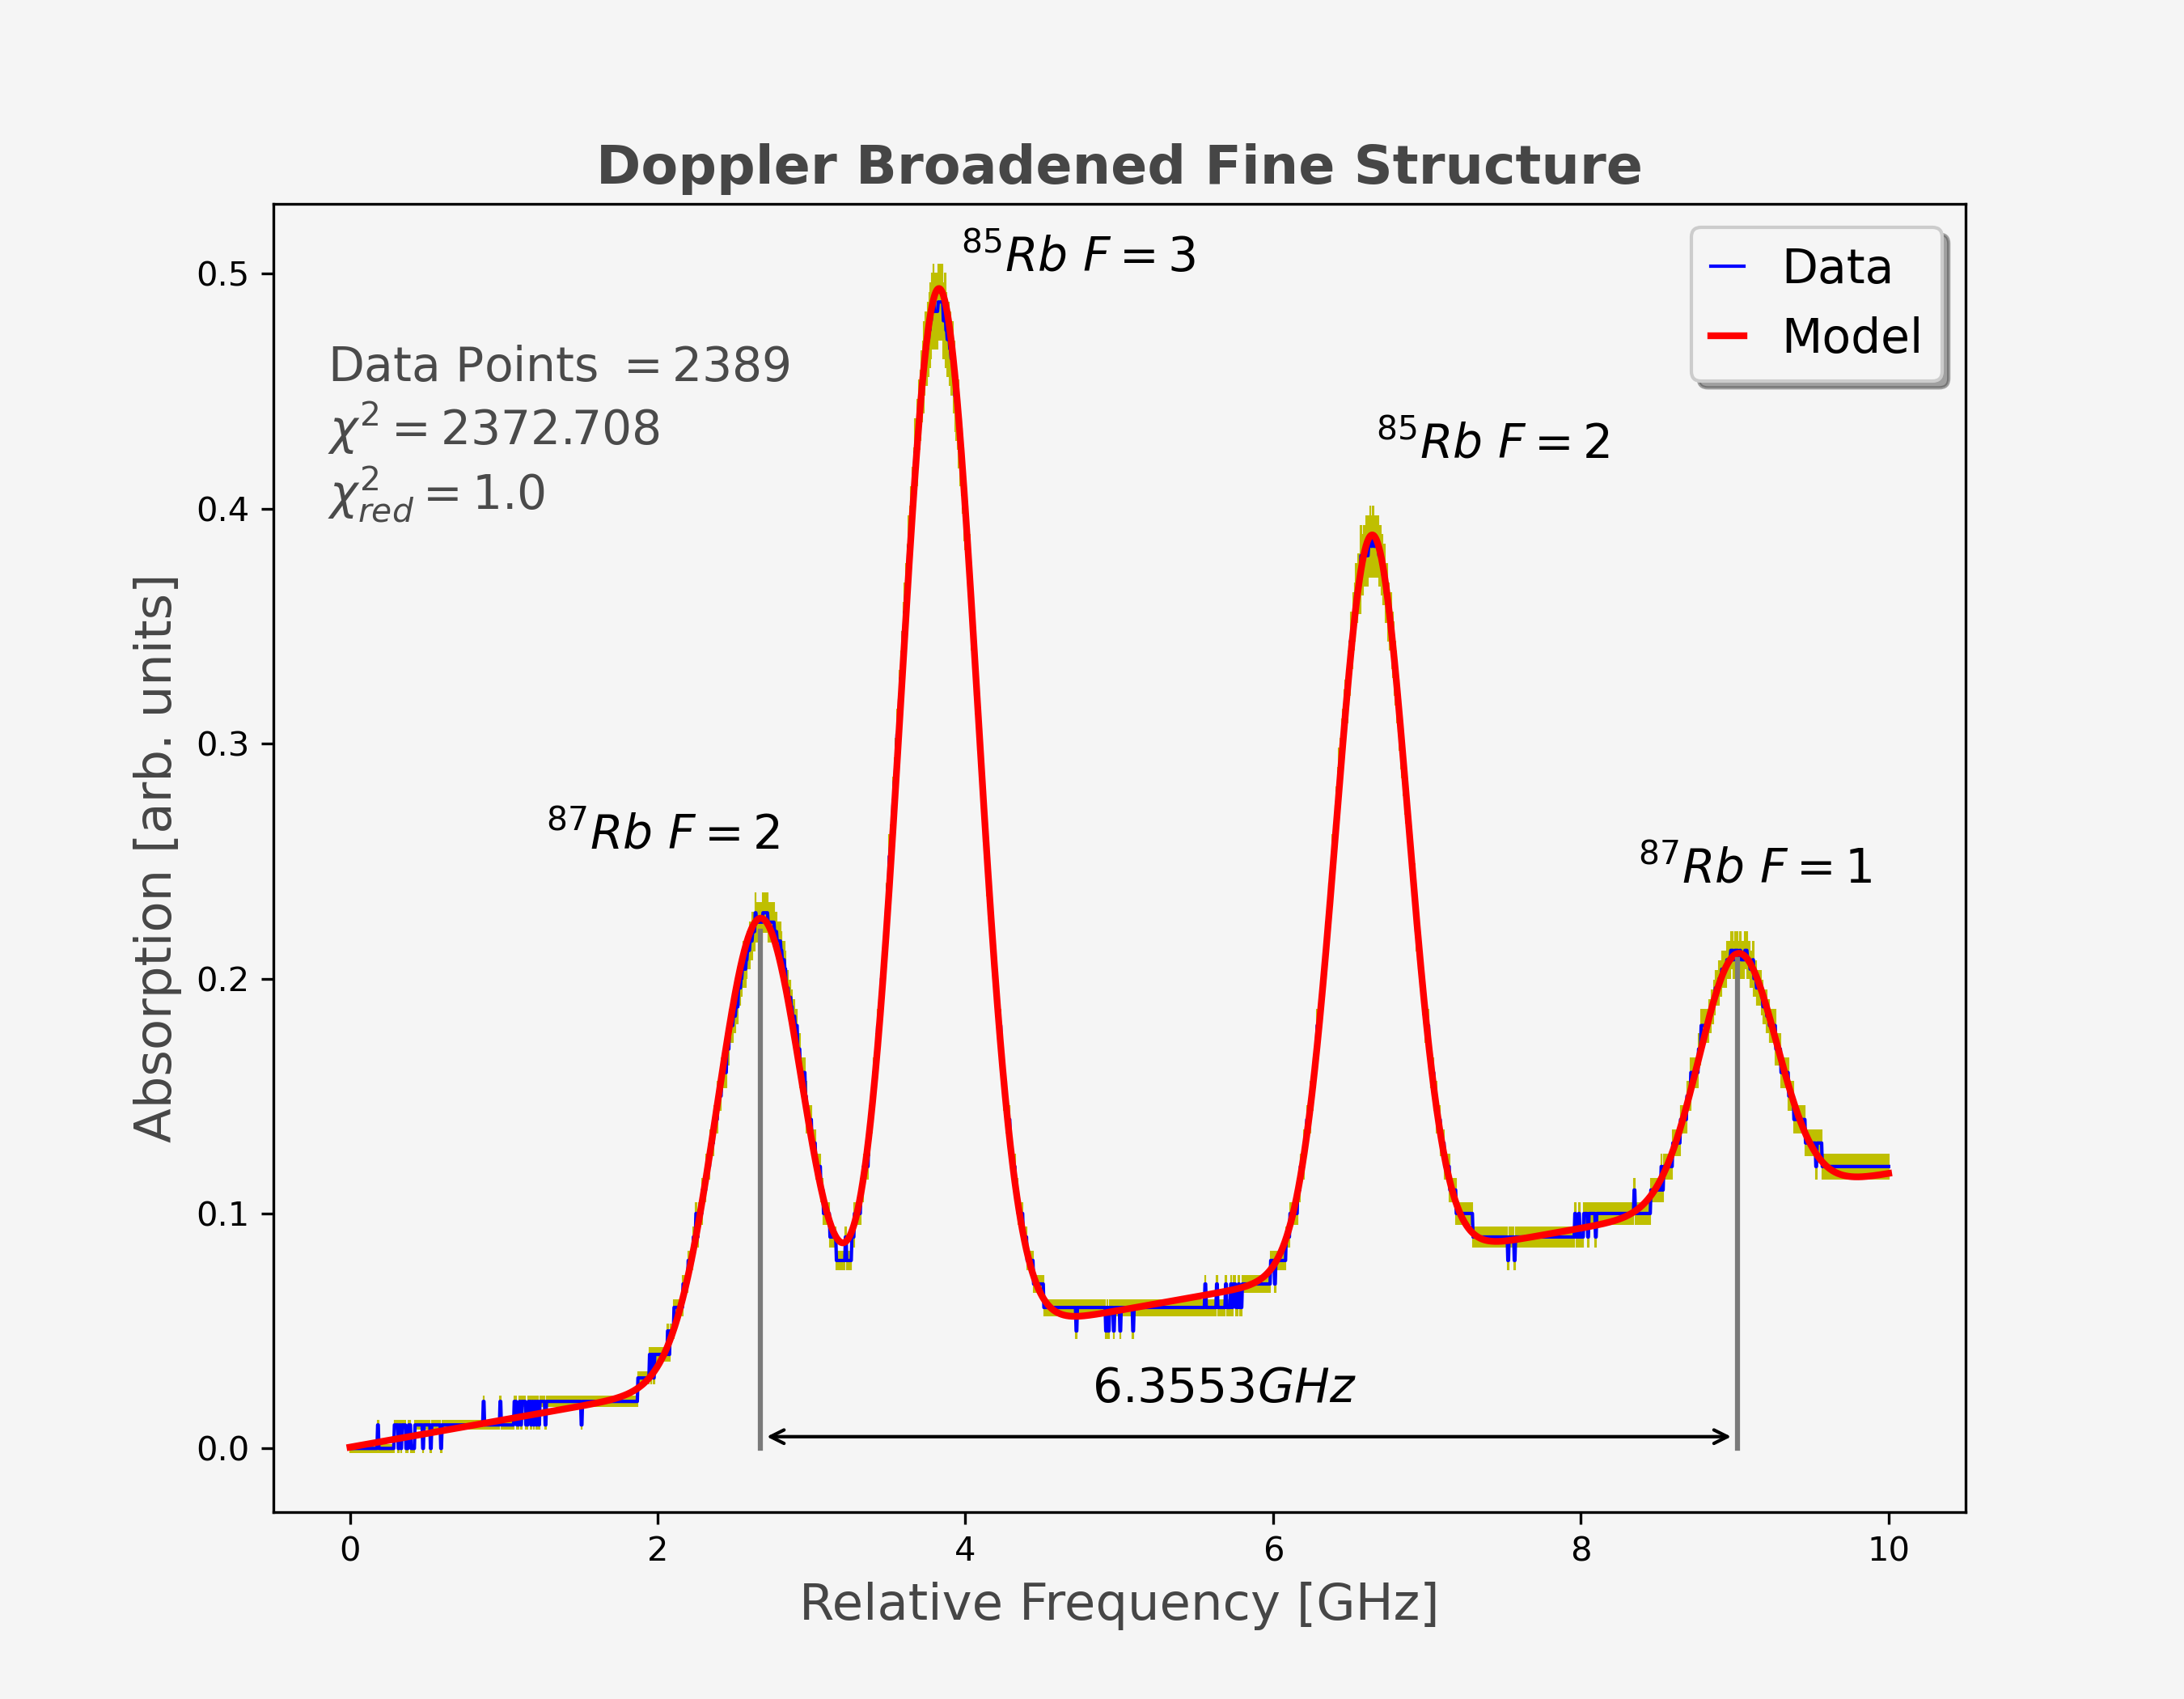 Doppler Broadened Fine Structure
⁸⁵Rb F = 3
Data
Model
Data Points = 2389
χ² = 2372.708
χ²_red = 1.0
⁸⁵Rb F = 2
⁸⁷Rb F = 2
⁸⁷Rb F = 1
6.3553GHz
Absorption [arb. units]
0.5
0.4
0.3
0.2
0.1
0.0
0 2 4 6 8 10
Relative Frequency [GHz]